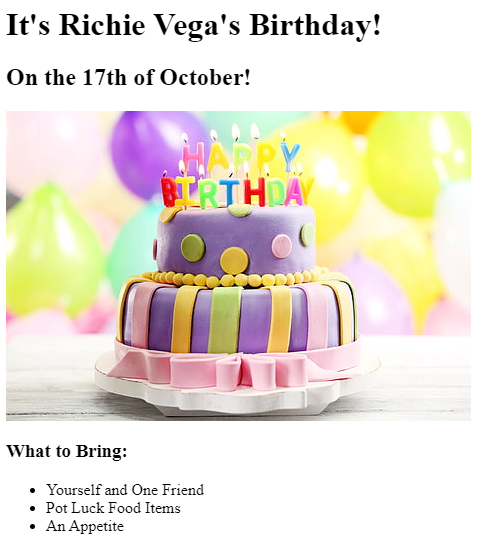 It's Richie Vega's Birthday!
On the 17th of October!
HAPPY
BIRTHDAY
What to Bring:
Yourself and One Friend
Pot Luck Food Items
An Appetite